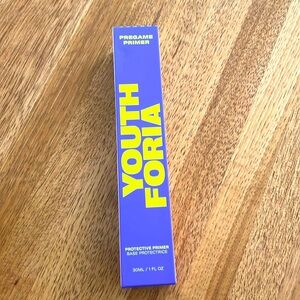 PREGAME
PRIMER
YOUTH
FORIA
PROTECTIVE PRIMER
BASE PROTECTRICE
30ML / 1 FL OZ